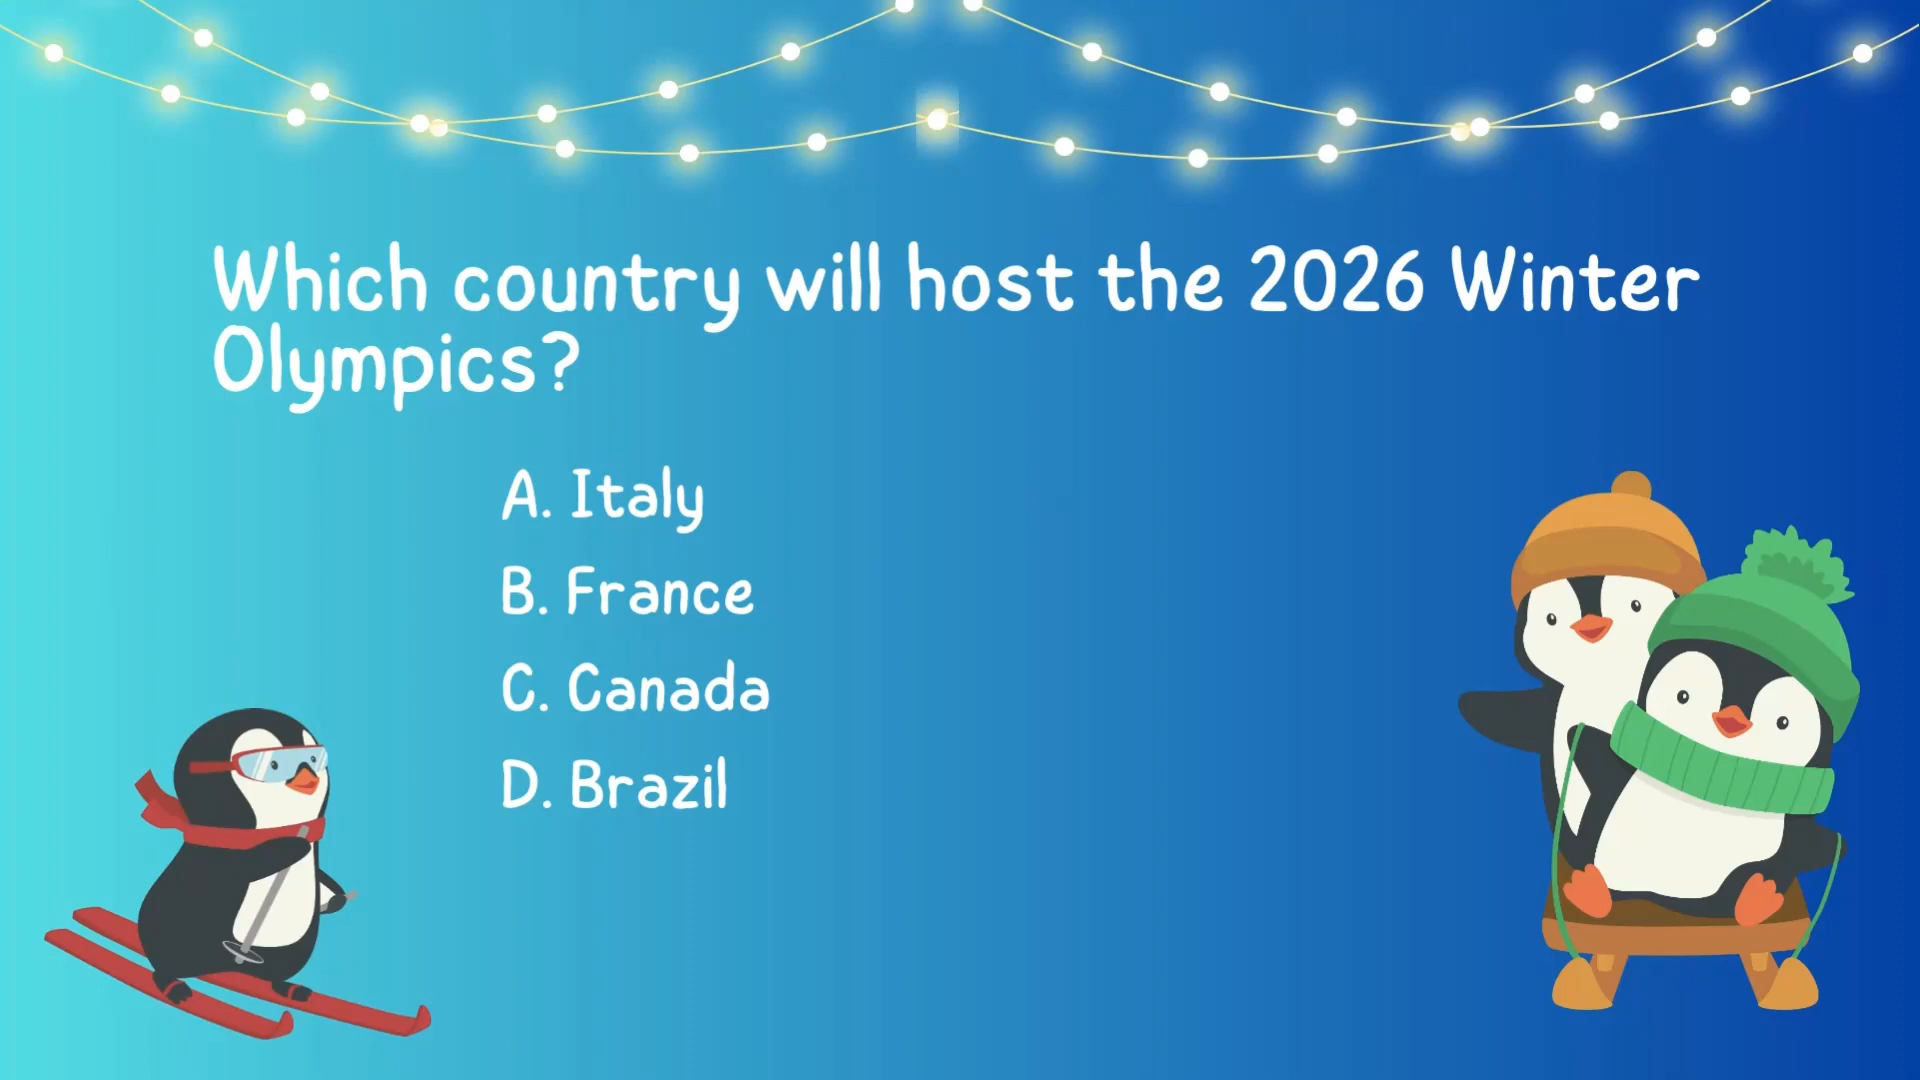 Which country will host the 2026 Winter
Olympics?
A. Italy
B. France
C. Canada
D. Brazil